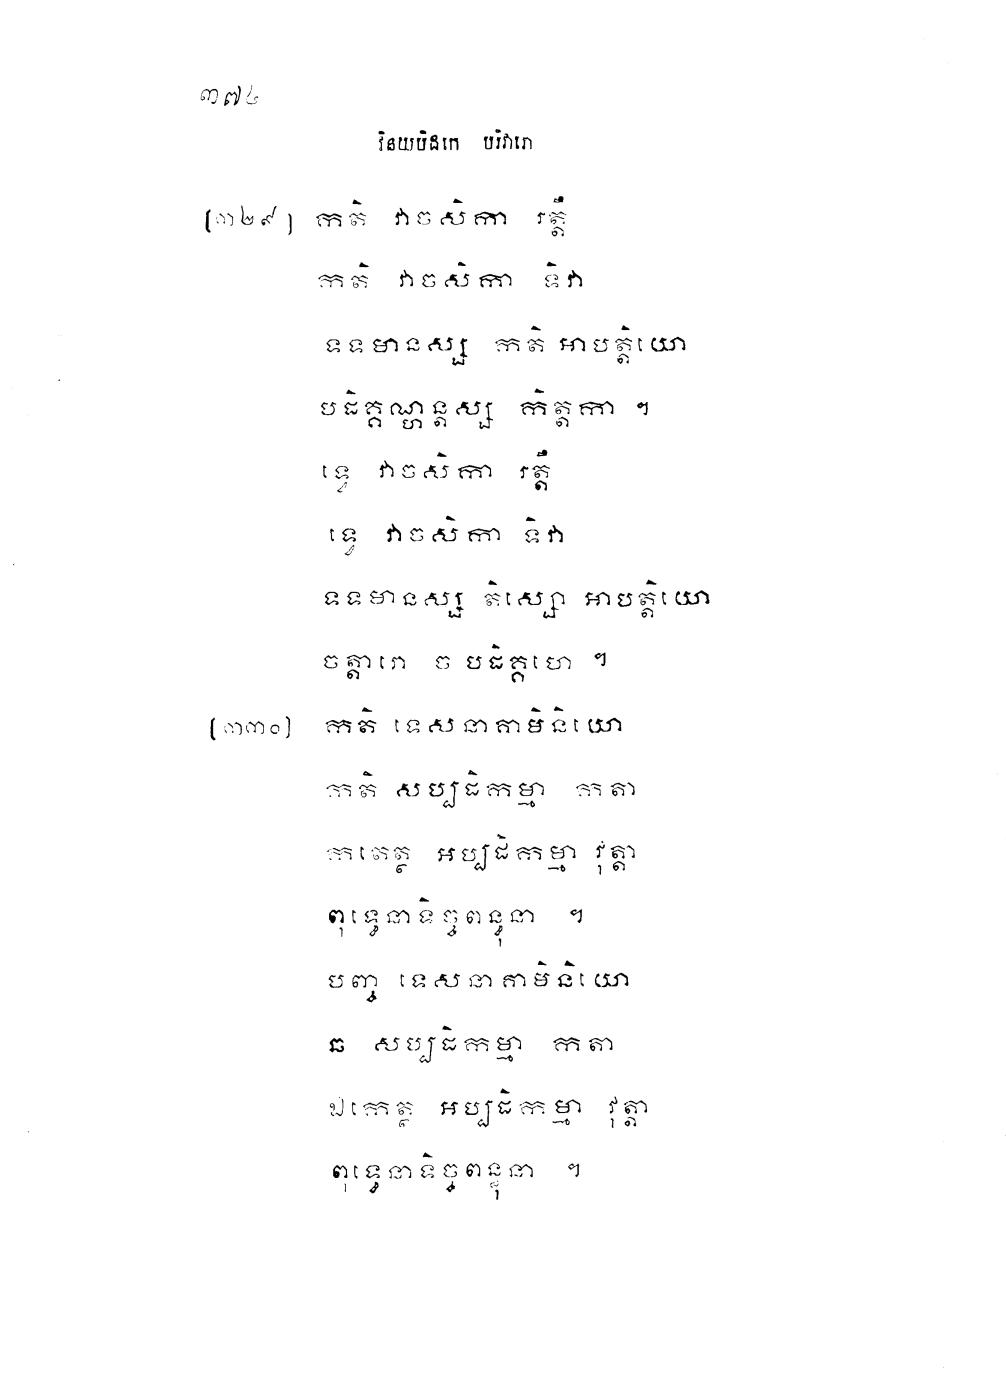 ៣៧៤
វិនយបិដកេ បរិវារោ
[៣២៩] កតិ វាចសិកា រត្តឹ
កតិ វាចសិកា ទិវា
ទទមានស្ស កតិ អាបត្តិយោ
បដិគ្គណ្ហន្តស្ស កិត្តកា ។
ទ្វេ វាចសិកា រត្តឹ
ទ្វេ វាចសិកា ទិវា
ទទមានស្ស តិស្សោ អាបត្តិយោ
ចត្តារោ ច បដិគ្គហេ ។
[៣៣០] កតិ ទេសនាគាមិនិយោ
កតិ សប្បដិកម្មា កតា
កតេត្ថ អប្បដិកម្មា វុត្តា
ពុទ្ធេនាទិច្ចពន្ធុនា ។
បញ្ច ទេសនាគាមិនិយោ
ឆ សប្បដិកម្មា កតា
ឯកេត្ថ អប្បដិកម្មា វុត្តា
ពុទ្ធេនាទិច្ចពន្ធុនា ។